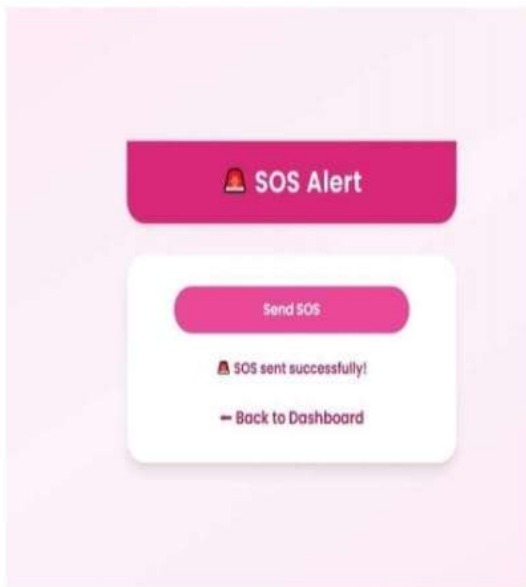 🚨 SOS Alert
Send SOS
🚨 SOS sent successfully!
⬅ Back to Dashboard